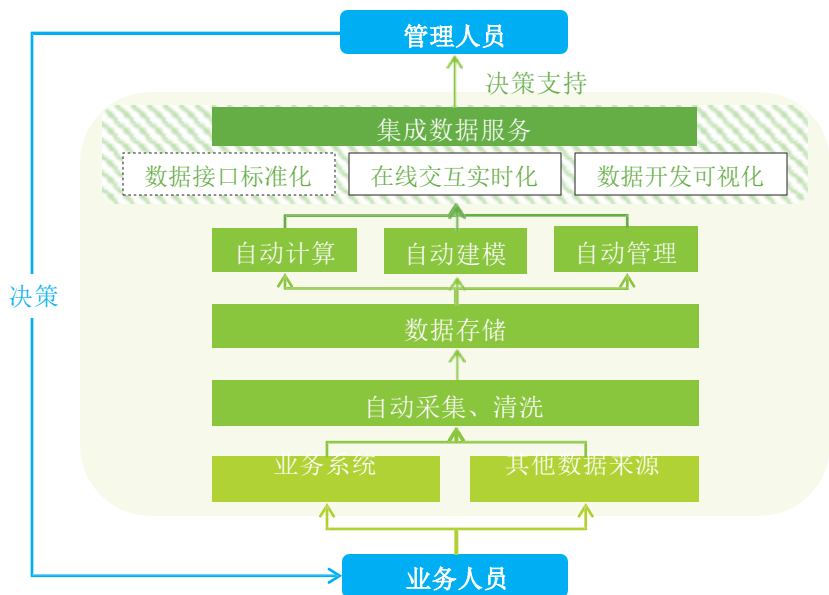 管理人员
决策支持
集成数据服务
数据接口标准化
在线交互实时化
数据开发可视化
自动计算
自动建模
自动管理
决策
数据存储
自动采集、清洗
业务系统
其他数据来源
业务人员